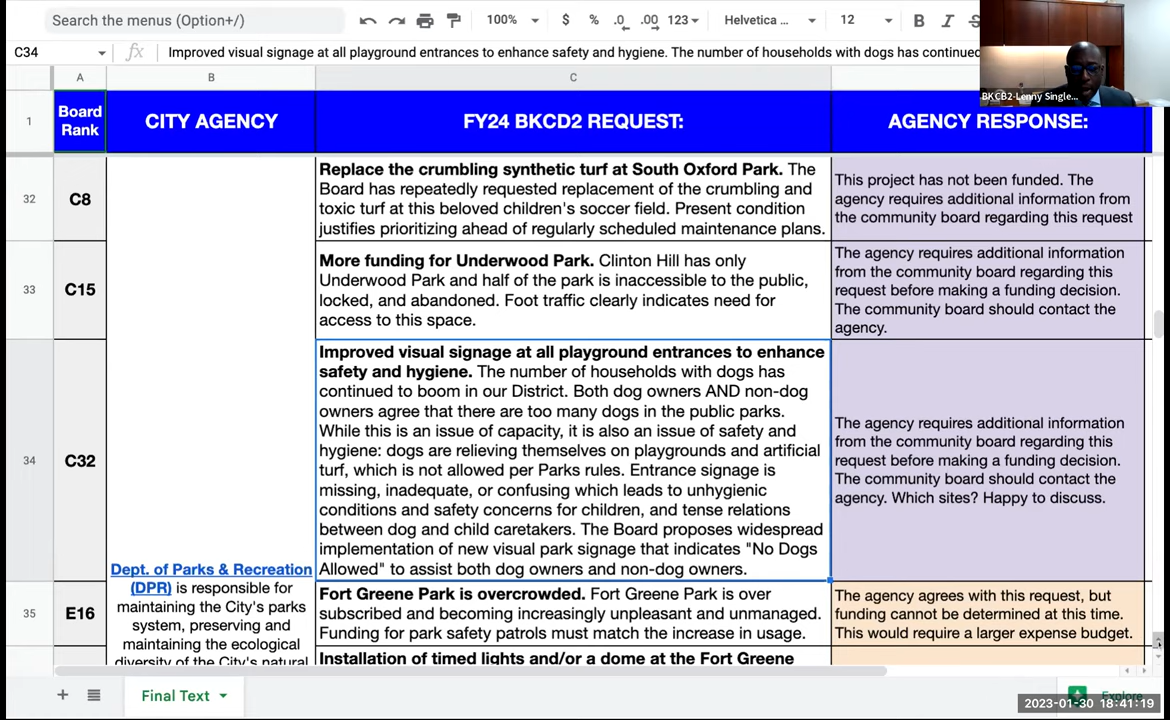 Search the menus (Option+/)
100%
$ % .0 .00 123
Helvetica ...
12
B I S
C34
fx
Improved visual signage at all playground entrances to enhance safety and hygiene. The number of households with dogs has continued
BKCB2-Lenny Single...
A B C
1
Board Rank
CITY AGENCY
FY24 BKCD2 REQUEST:
AGENCY RESPONSE:
32
C8
Replace the crumbling synthetic turf at South Oxford Park. The
Board has repeatedly requested replacement of the crumbling and
toxic turf at this beloved children's soccer field. Present condition
justifies prioritizing ahead of regularly scheduled maintenance plans.
This project has not been funded. The
agency requires additional information from
the community board regarding this request
33
C15
More funding for Underwood Park. Clinton Hill has only
Underwood Park and half of the park is inaccessible to the public,
locked, and abandoned. Foot traffic clearly indicates need for
access to this space.
The agency requires additional information
from the community board regarding this
request before making a funding decision.
The community board should contact the
agency.
34
C32
Improved visual signage at all playground entrances to enhance
safety and hygiene. The number of households with dogs has
continued to boom in our District. Both dog owners AND non-dog
owners agree that there are too many dogs in the public parks.
While this is an issue of capacity, it is also an issue of safety and
hygiene: dogs are relieving themselves on playgrounds and artificial
turf, which is not allowed per Parks rules. Entrance signage is
missing, inadequate, or confusing which leads to unhygienic
conditions and safety concerns for children, and tense relations
between dog and child caretakers. The Board proposes widespread
implementation of new visual park signage that indicates "No Dogs
Allowed" to assist both dog owners and non-dog owners.
The agency requires additional information
from the community board regarding this
request before making a funding decision.
The community board should contact the
agency. Which sites? Happy to discuss.
Dept. of Parks & Recreation
(DPR) is responsible for
maintaining the City's parks
system, preserving and
maintaining the ecological
diversity of the City's natural
35
E16
Fort Greene Park is overcrowded. Fort Greene Park is over
subscribed and becoming increasingly unpleasant and unmanaged.
Funding for park safety patrols must match the increase in usage.
The agency agrees with this request, but
funding cannot be determined at this time.
This would require a larger expense budget.
Installation of timed lights and/or a dome at the Fort Greene
Final Text
Explore
2023-01-30 18:41:19